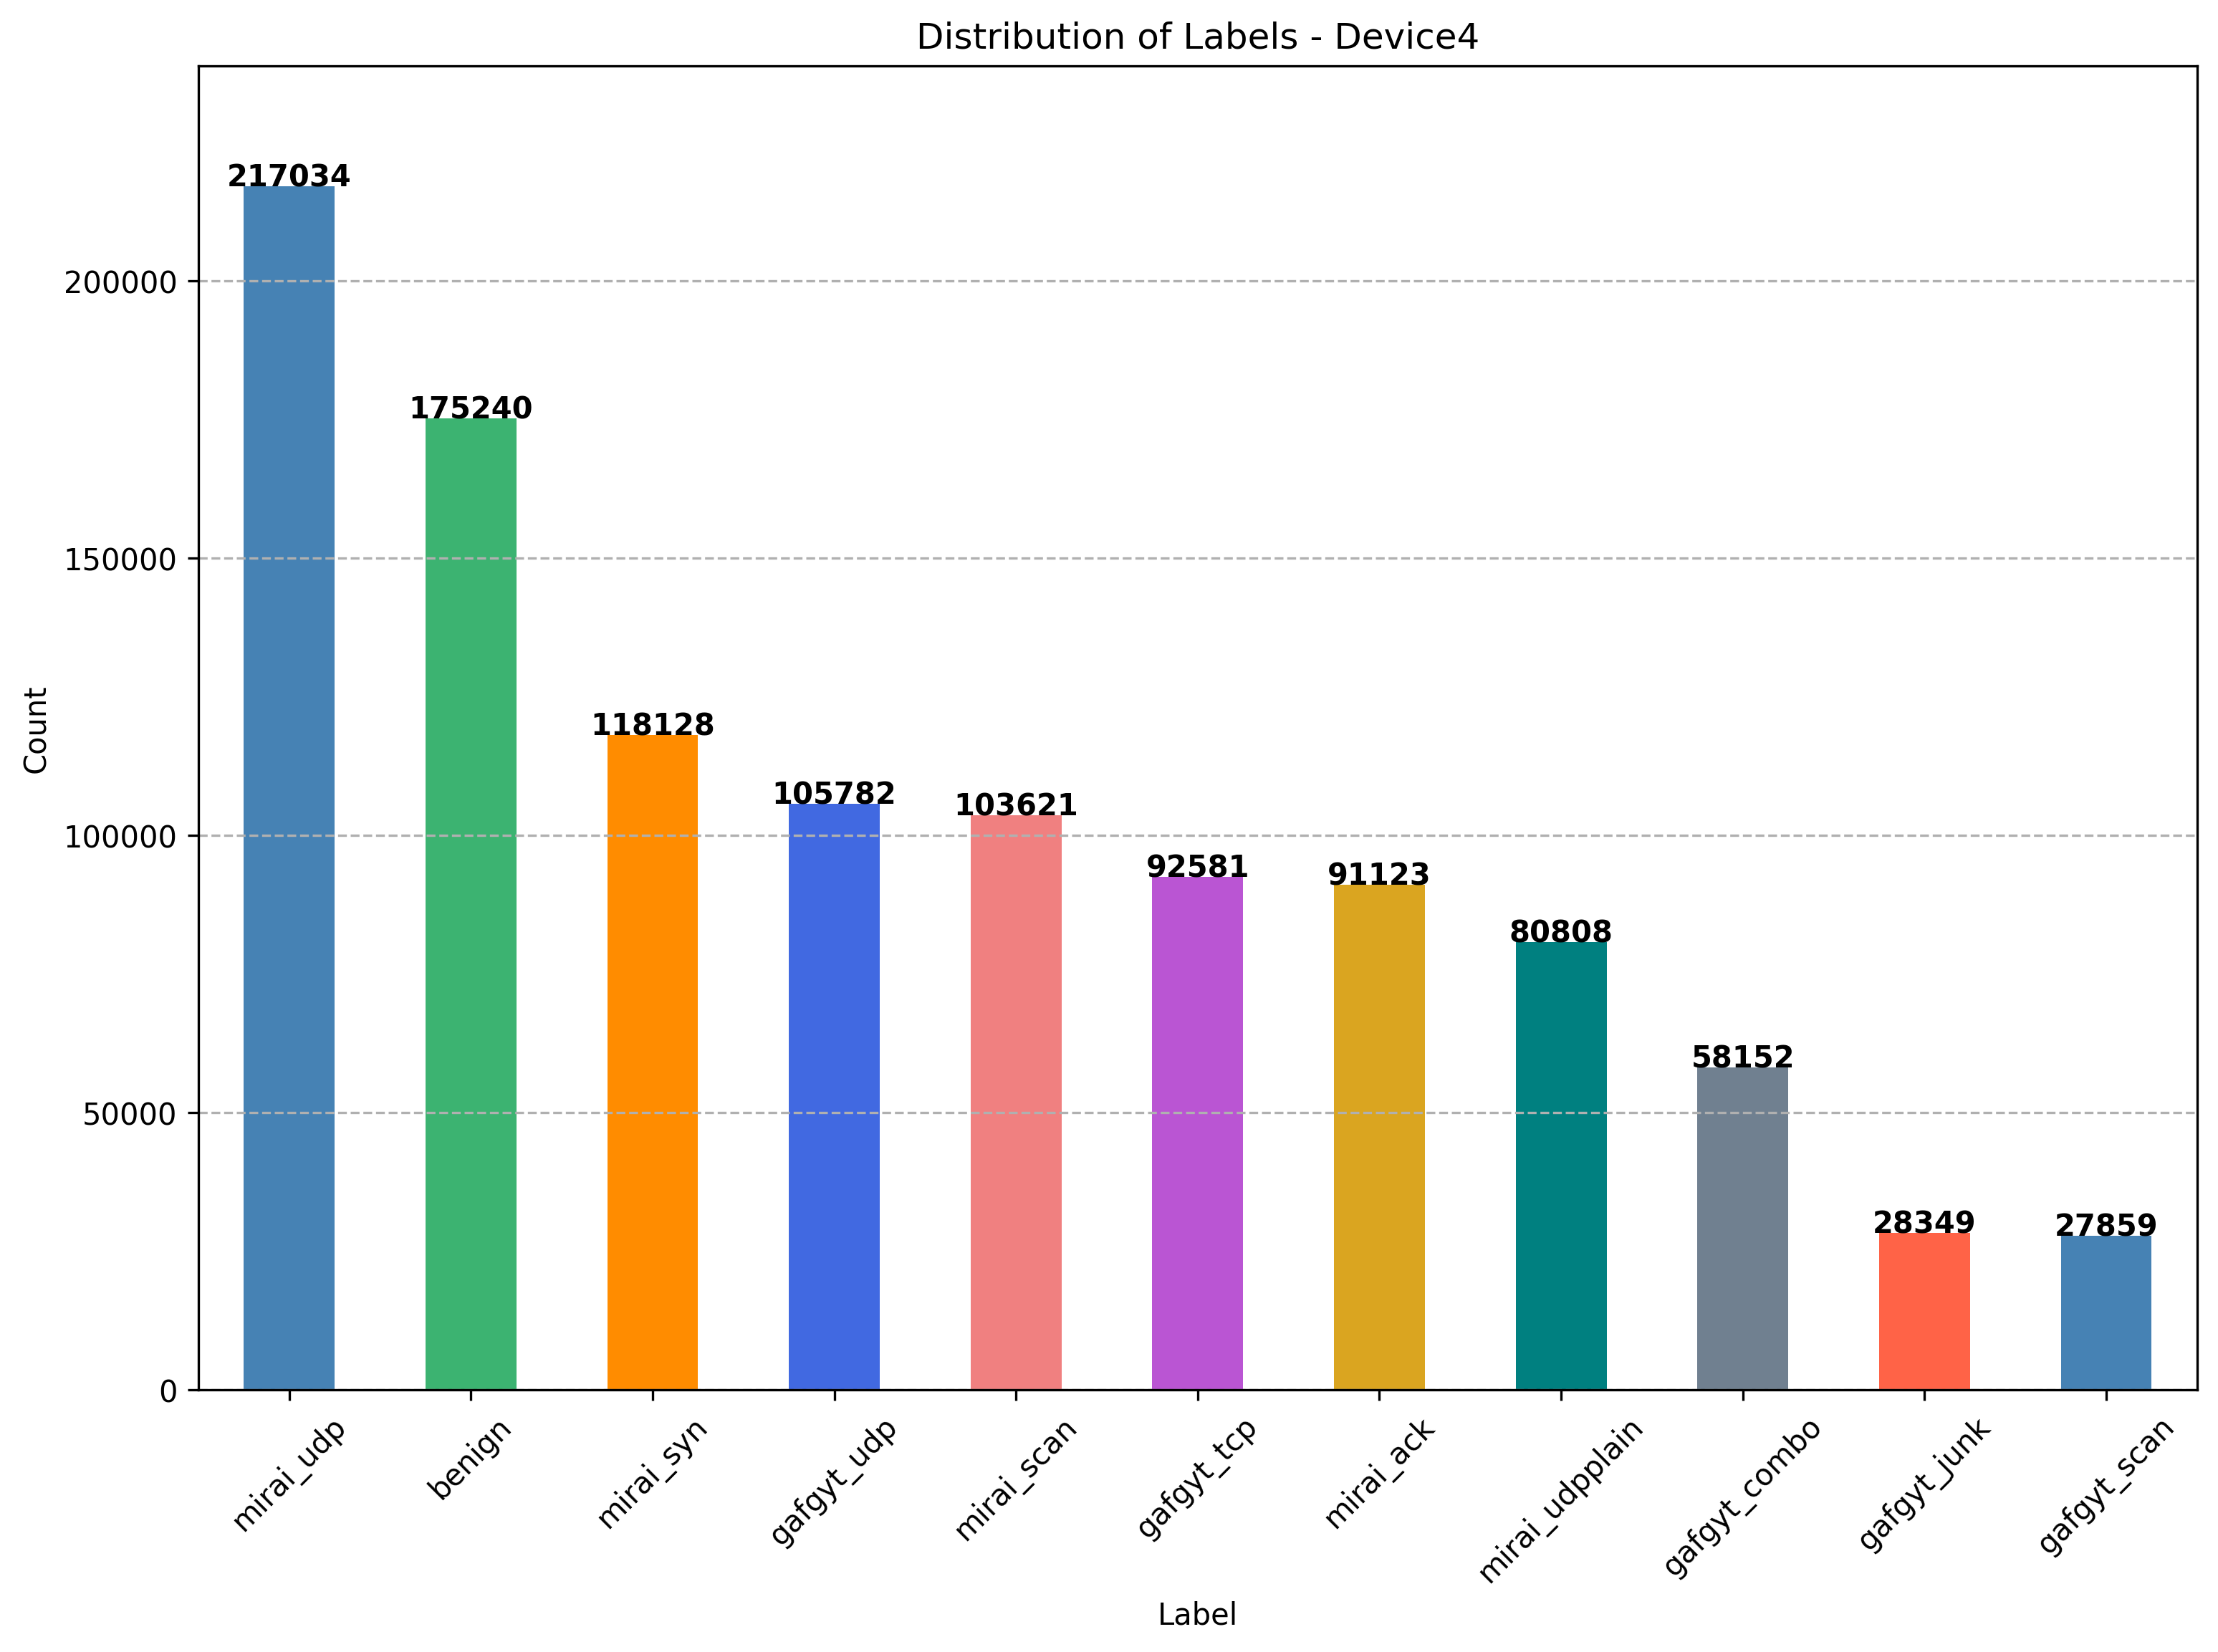 Distribution of Labels - Device4
217034
175240
118128
105782
103621
92581
91123
80808
58152
28349
27859
200000
150000
100000
50000
0
Count
mirai_udp
benign
mirai_syn
gafgyt_udp
mirai_scan
gafgyt_tcp
mirai_ack
mirai_udpplain
gafgyt_combo
gafgyt_junk
gafgyt_scan
Label